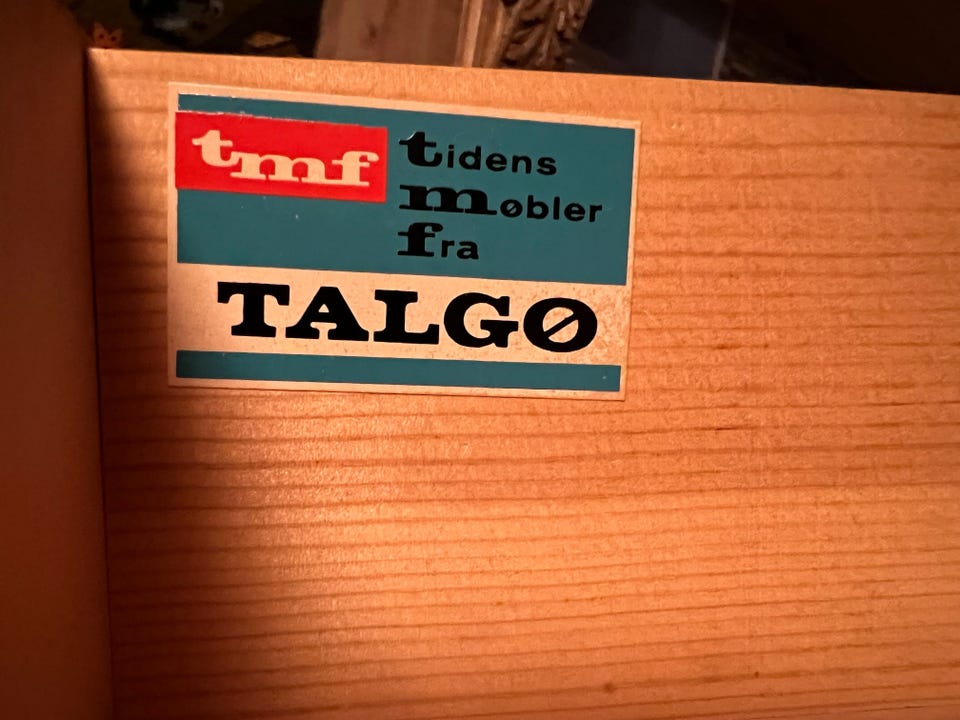 tmf
tidens
møbler
fra
TALGØ